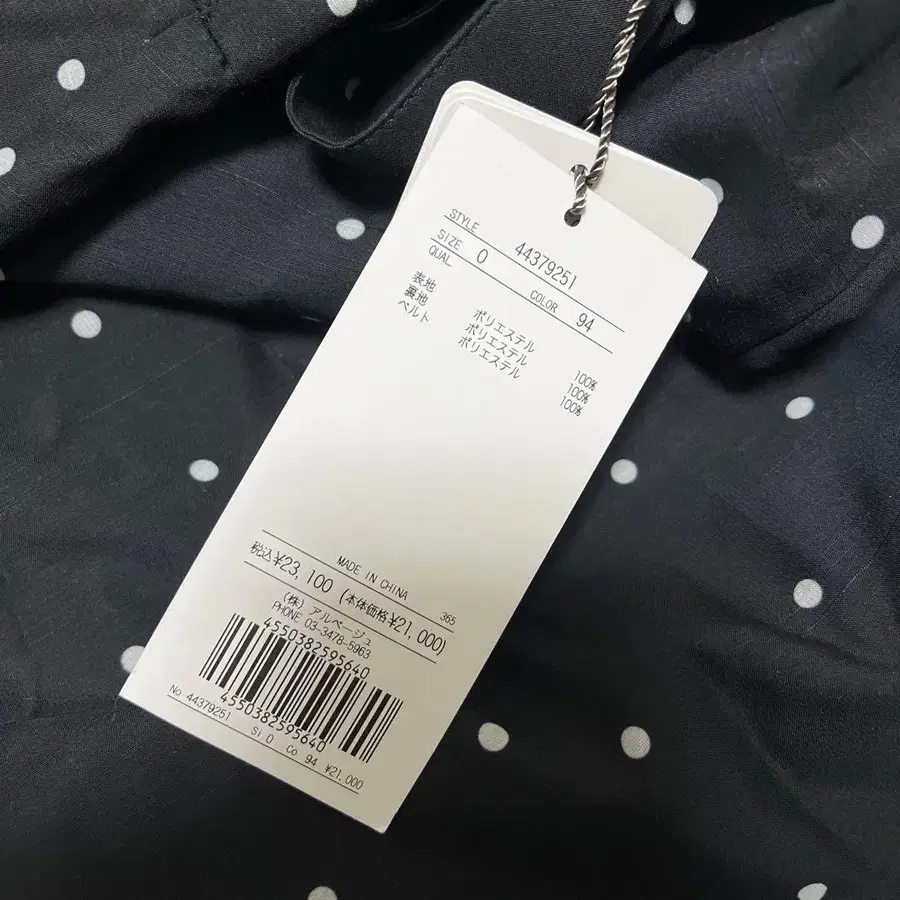 STYLE 44379251
SIZE 0 COLOR 94
QUAL
表地 ポリエステル 100%
裏地 ポリエステル 100%
ベルト ポリエステル 100%
MADE IN CHINA 365
税込¥23,100 (本体価格¥21,000)
(株) アルページュ
PHONE 03-3478-5963
4550382595640
4550382595640
No 44379251 Si 0 Co 94 ¥21,000